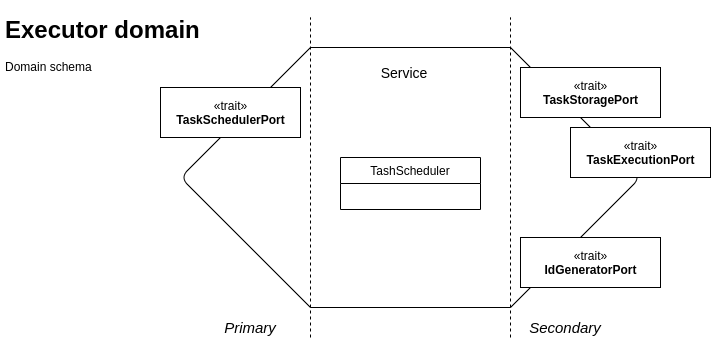 Executor domain
Domain schema
Service
«trait»
TaskSchedulerPort
«trait»
TaskStoragePort
«trait»
TaskExecutionPort
TashScheduler
«trait»
IdGeneratorPort
Primary
Secondary